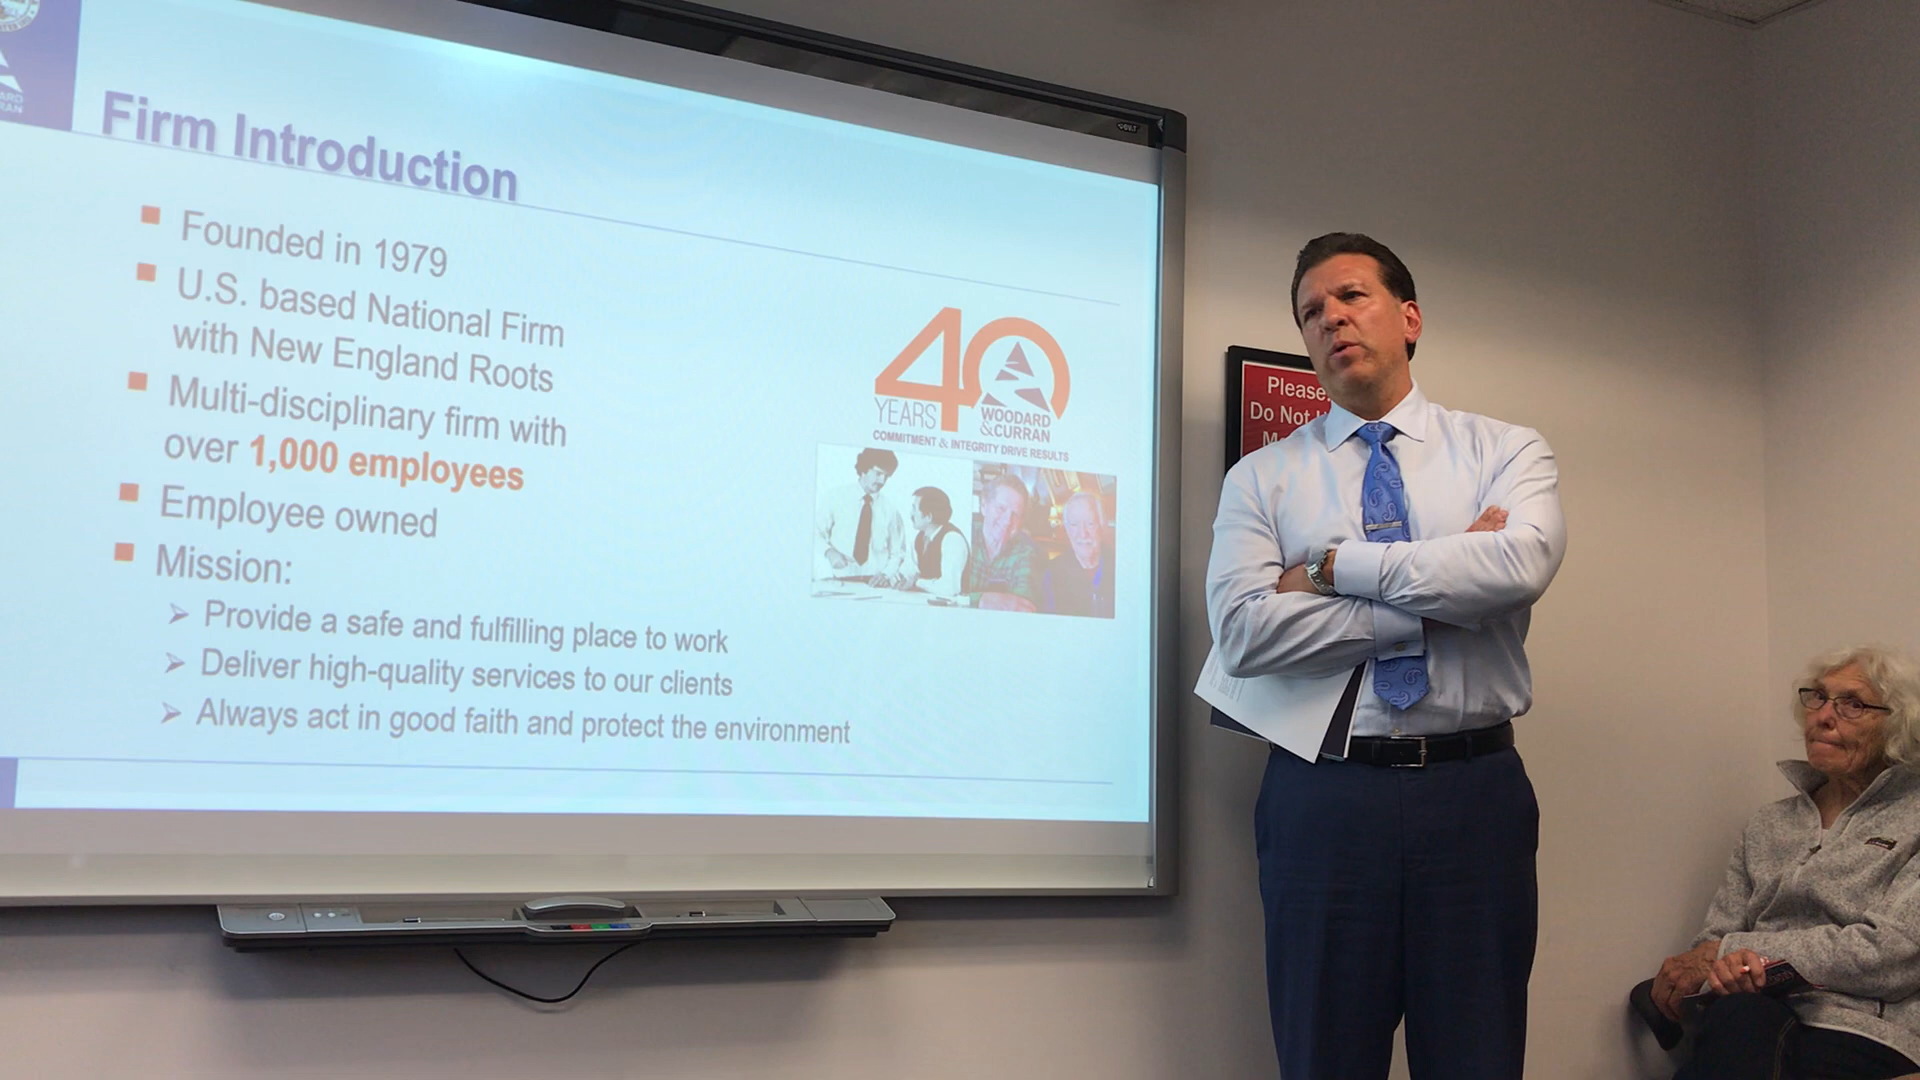 Firm Introduction
Founded in 1979
U.S. based National Firm
with New England Roots
Multi-disciplinary firm with
over 1,000 employees
Employee owned
Mission:
Provide a safe and fulfilling place to work
Deliver high-quality services to our clients
Always act in good faith and protect the environment
40
YEARS
WOODARD
&CURRAN
COMMITMENT & INTEGRITY DRIVE RESULTS
Please
Do Not